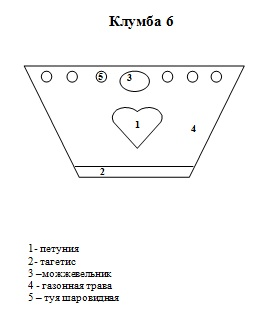 Клумба 6
5
3
1
4
2
1- петуния
2- тагетис
3 –можжевельник
4 - газонная трава
5 – туя шаровидная